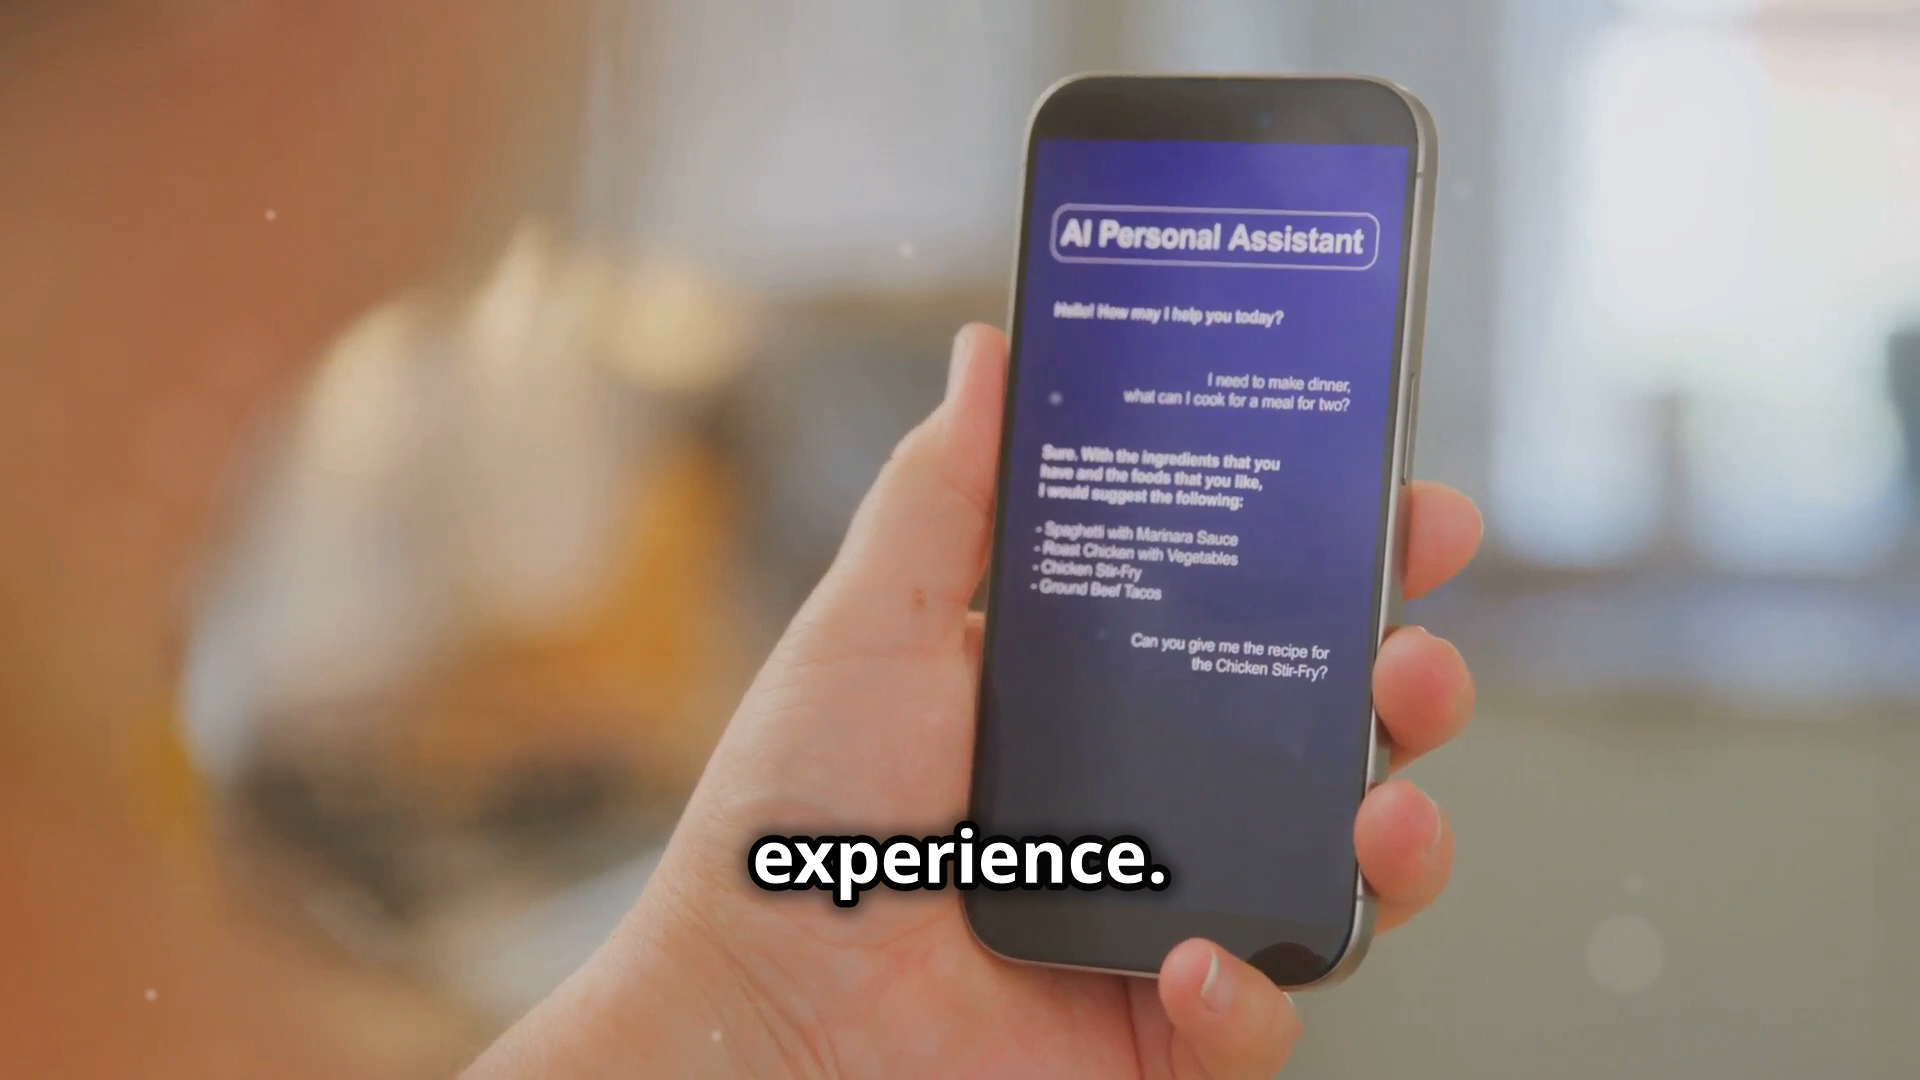 AI Personal Assistant
Hello! How may I help you today?
I need to make dinner,
what can I cook for a meal for two?
Sure. With the ingredients that you
have and the foods that you like,
I would suggest the following:
- Spaghetti with Marinara Sauce
- Roast Chicken with Vegetables
- Chicken Stir-Fry
- Ground Beef Tacos
Can you give me the recipe for
the Chicken Stir-Fry?
experience.